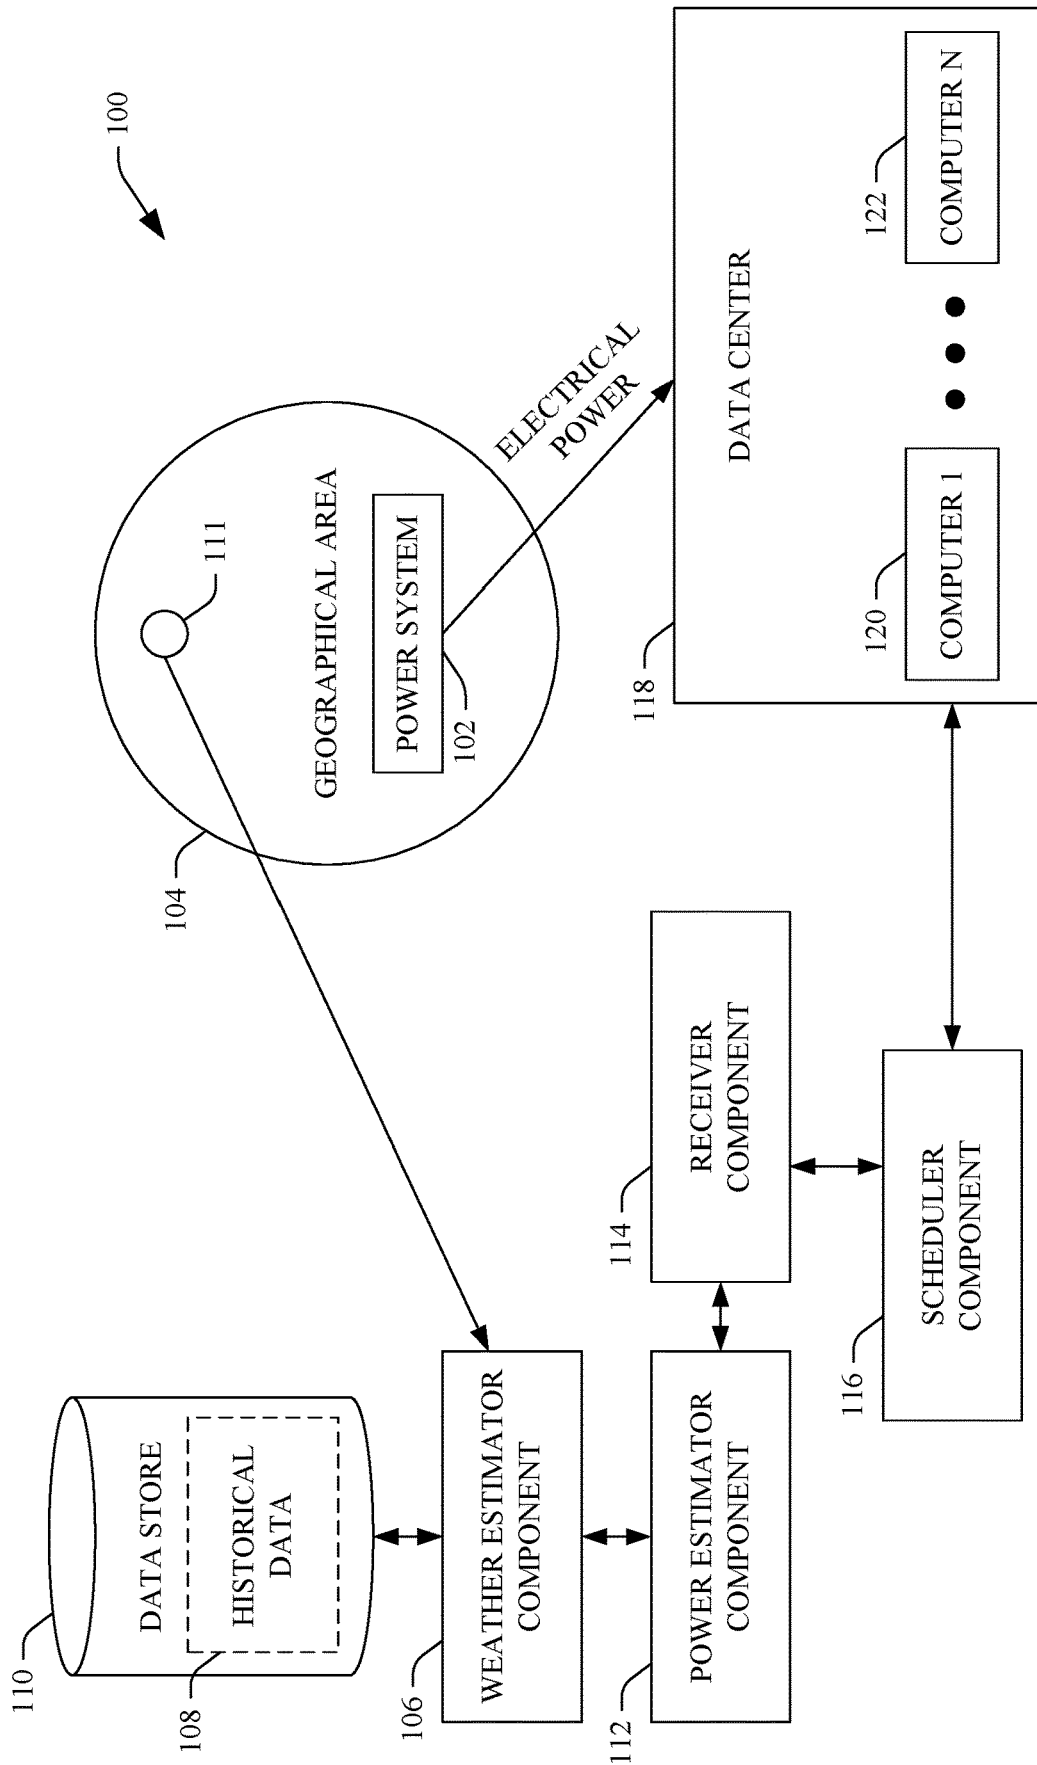 100
110
DATA STORE
108
HISTORICAL
DATA
106
WEATHER ESTIMATOR
COMPONENT
112
POWER ESTIMATOR
COMPONENT
104
111
GEOGRAPHICAL AREA
POWER SYSTEM
102
ELECTRICAL
POWER
114
RECEIVER
COMPONENT
116
SCHEDULER
COMPONENT
118
DATA CENTER
120
COMPUTER 1
122
COMPUTER N